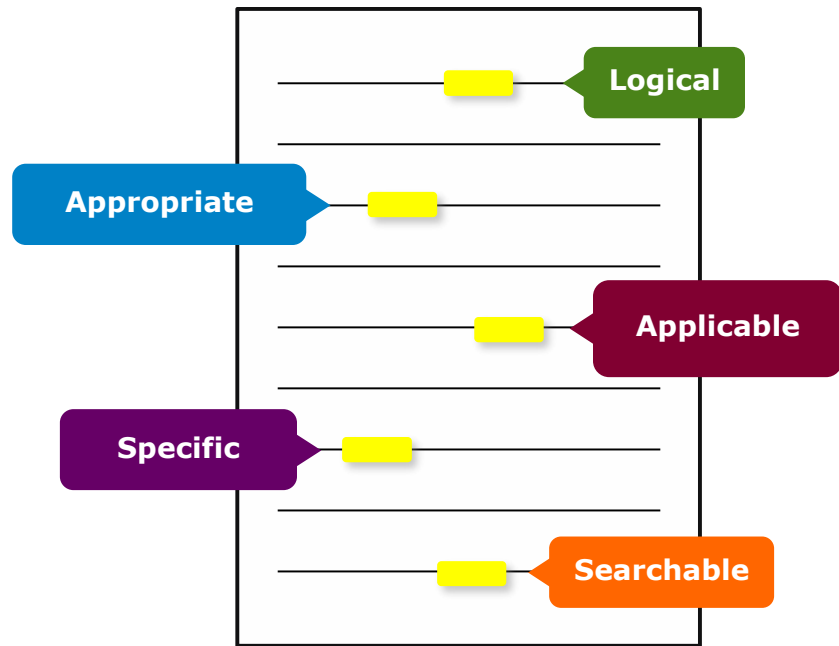 Logical
Appropriate
Applicable
Specific
Searchable